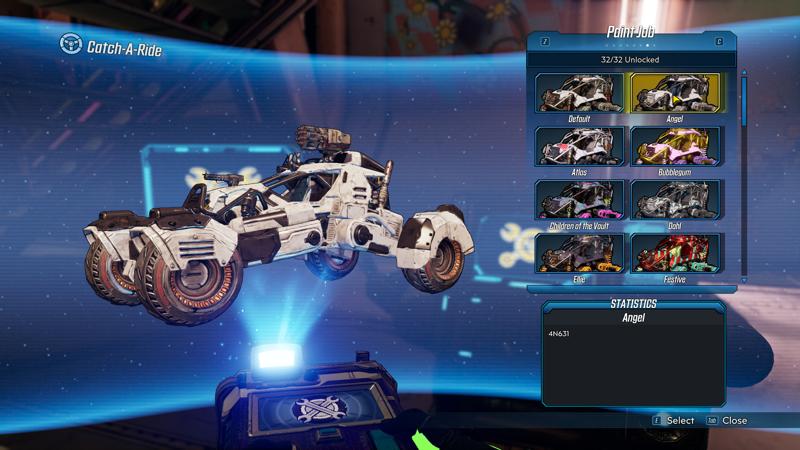 Catch-A-Ride
Paint Job
32/32 Unlocked
Default
Angel
Atlas
Bubblegum
Children of the Vault
Dahl
Ellie
Festive
STATISTICS
Angel
4N631
E Select
Tab Close